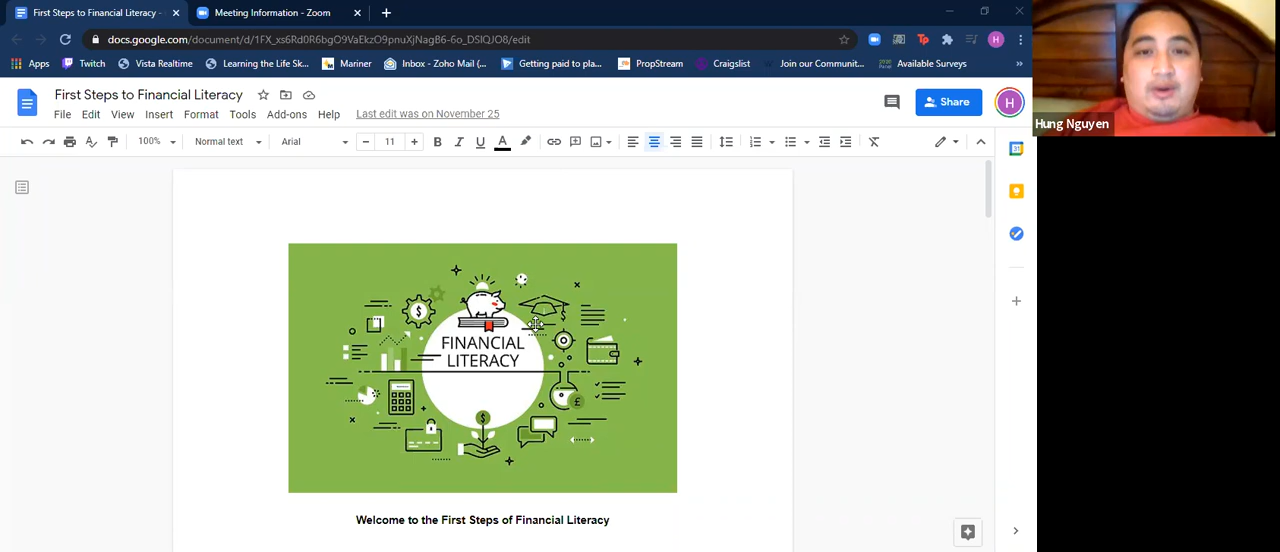 First Steps to Financial Literacy -
Meeting Information - Zoom
docs.google.com/document/d/1FX_xs6Rd0R6bgO9VaEkzO9pnuXjNagB6-6o_DSlQJO8/edit
Apps
Twitch
Vista Realtime
Learning the Life Sk...
Mariner
Inbox - Zoho Mail (...
Getting paid to pla...
PropStream
Craigslist
Join our Communit...
Available Surveys
»
First Steps to Financial Literacy
File Edit View Insert Format Tools Add-ons Help Last edit was on November 25
Share
H
100% Normal text Arial 11 B I U A
Hung Nguyen
FINANCIAL
LITERACY
Welcome to the First Steps of Financial Literacy